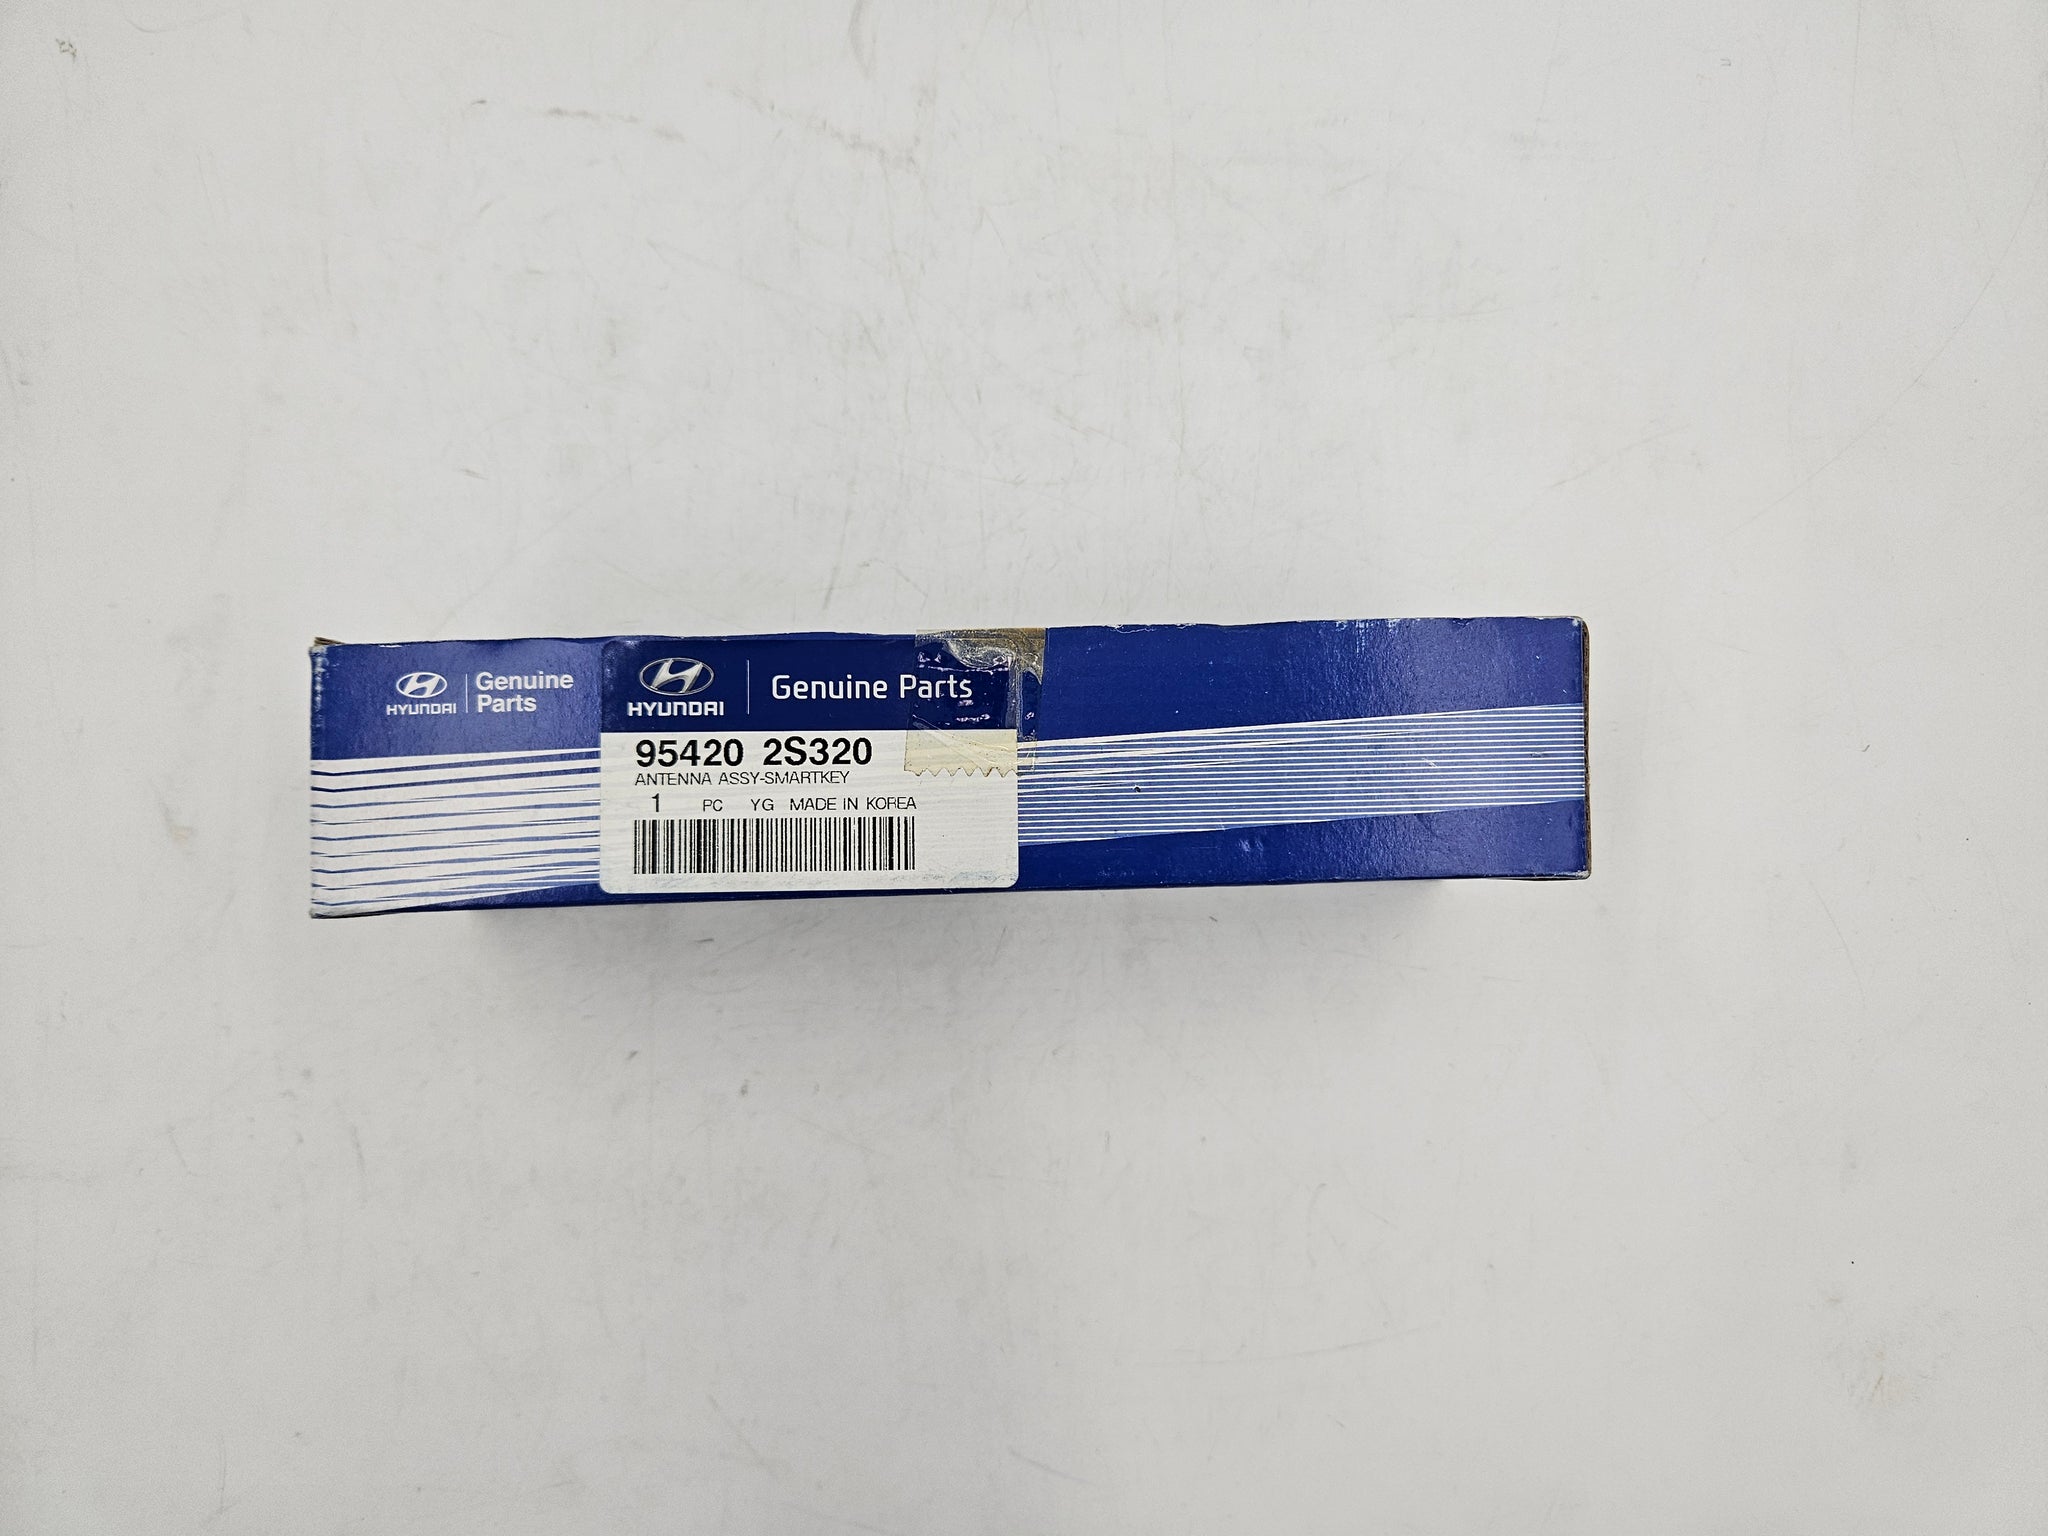 HYUNDAI
Genuine
Parts
HYUNDAI
Genuine Parts
95420 2S320
ANTENNA ASSY-SMARTKEY
1 PC YG MADE IN KOREA